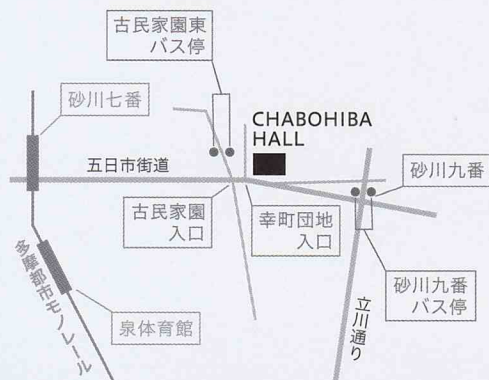 古民家園東
バス停
砂川七番
CHABOHIBA
HALL
五日市街道
砂川九番
古民家園
入口
幸町団地
入口
砂川九番
バス停
多摩都市モノレール
泉体育館
立川通り